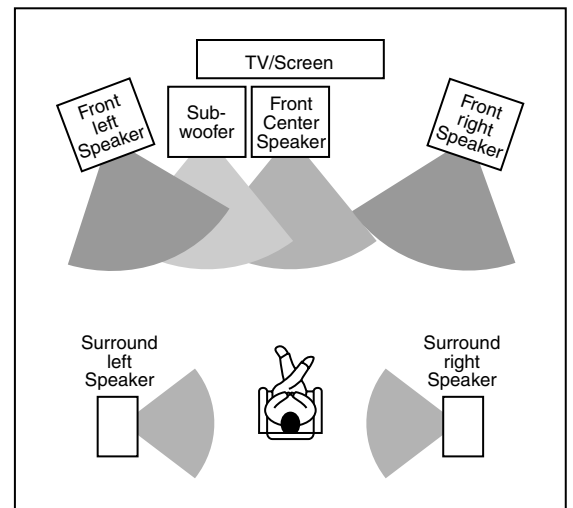 TV/Screen
Front
left
Speaker
Sub-
woofer
Front
Center
Speaker
Front
right
Speaker
Surround
left
Speaker
Surround
right
Speaker